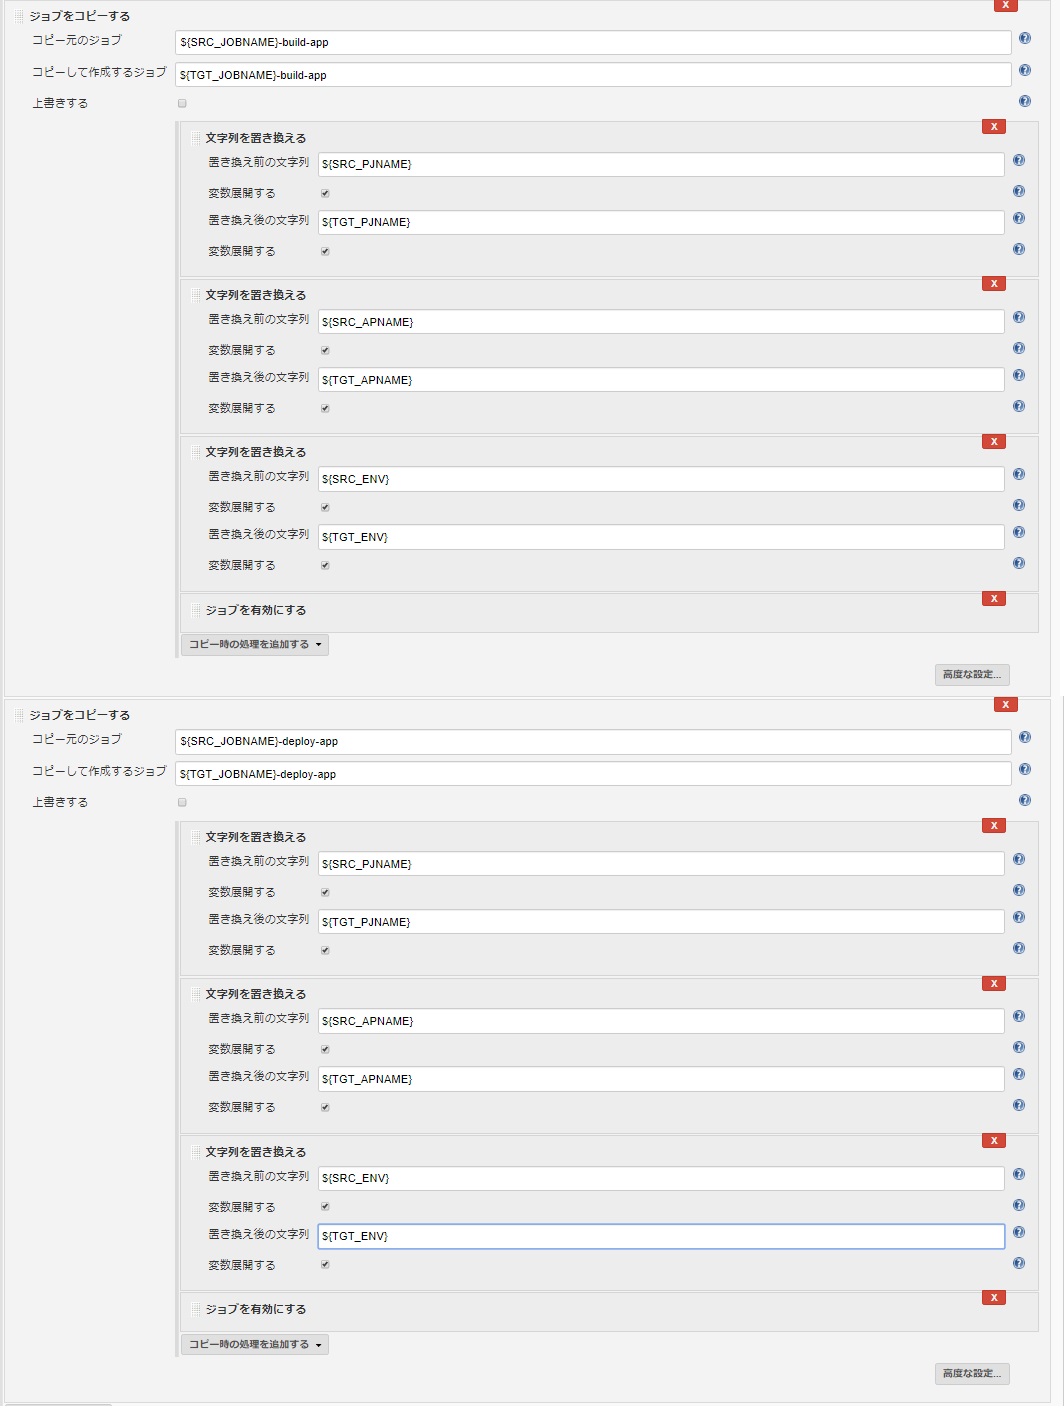 X
ジョブをコピーする
コピー元のジョブ ${SRC_JOBNAME}-build-app
コピーして作成するジョブ ${TGT_JOBNAME}-build-app
上書きする
X
文字列を置き換える
置き換え前の文字列 ${SRC_PJNAME}
変数展開する
置き換え後の文字列 ${TGT_PJNAME}
変数展開する
X
文字列を置き換える
置き換え前の文字列 ${SRC_APNAME}
変数展開する
置き換え後の文字列 ${TGT_APNAME}
変数展開する
X
文字列を置き換える
置き換え前の文字列 ${SRC_ENV}
変数展開する
置き換え後の文字列 ${TGT_ENV}
変数展開する
X
ジョブを有効にする
コピー時の処理を追加する
高度な設定...
X
ジョブをコピーする
コピー元のジョブ ${SRC_JOBNAME}-deploy-app
コピーして作成するジョブ ${TGT_JOBNAME}-deploy-app
上書きする
X
文字列を置き換える
置き換え前の文字列 ${SRC_PJNAME}
変数展開する
置き換え後の文字列 ${TGT_PJNAME}
変数展開する
X
文字列を置き換える
置き換え前の文字列 ${SRC_APNAME}
変数展開する
置き換え後の文字列 ${TGT_APNAME}
変数展開する
X
文字列を置き換える
置き換え前の文字列 ${SRC_ENV}
変数展開する
置き換え後の文字列 ${TGT_ENV}
変数展開する
X
ジョブを有効にする
コピー時の処理を追加する
高度な設定...